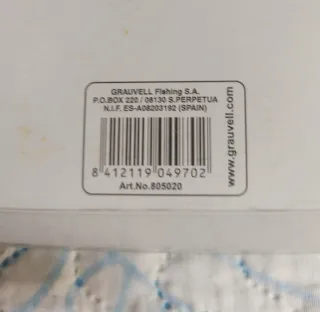 GRAUVELL Fishing S.A.
P.O.BOX 220 / 08130 S.PERPETUA
N.I.F. ES-A08203192 (SPAIN)
8 412119 049702
Art.No.805020
www.grauvell.com